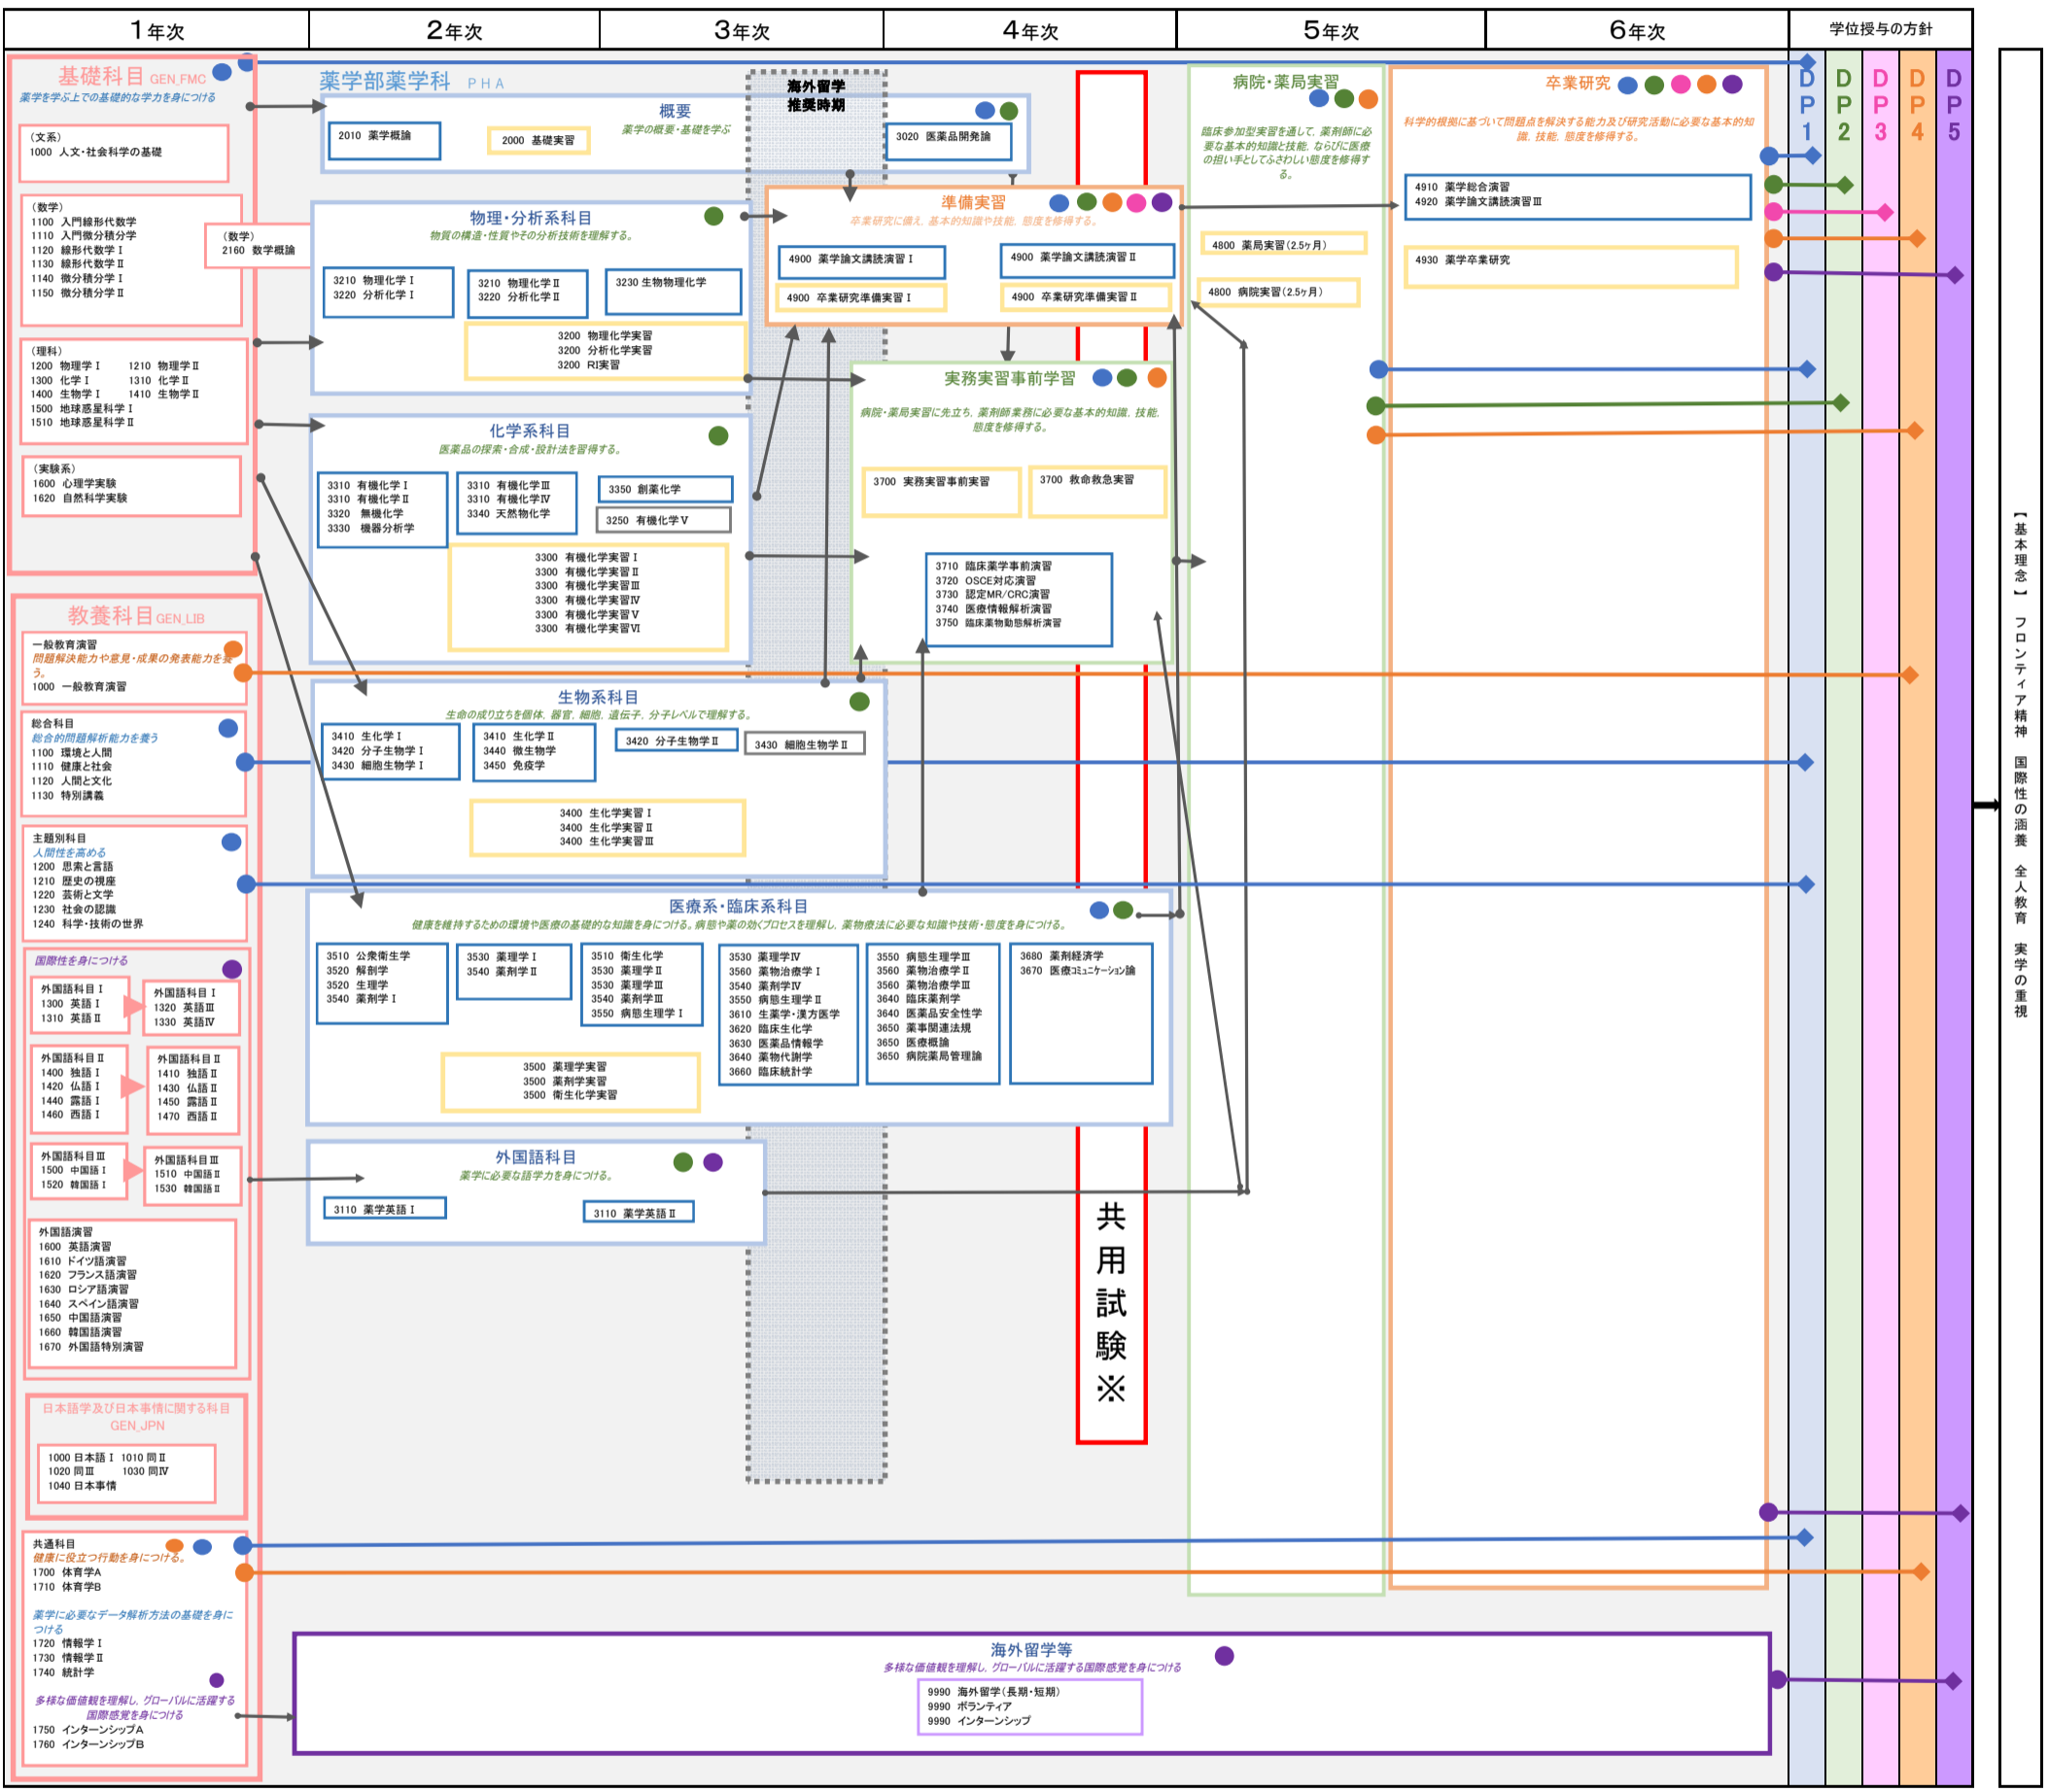 1年次
2年次
3年次
4年次
5年次
6年次
学位授与の方針
基礎科目 GEN_FMC
薬学を学ぶ上での基礎的な学力を身につける
（文系）
1000 人文・社会科学の基礎
（数学）
1100 入門線形代数学
1110 入門微分積分学
1120 線形代数学Ⅰ
1130 線形代数学Ⅱ
1140 微分積分学Ⅰ
1150 微分積分学Ⅱ
（数学）
2160 数学概論
（理科）
1200 物理学Ⅰ 1210 物理学Ⅱ
1300 化学Ⅰ 1310 化学Ⅱ
1400 生物学Ⅰ 1410 生物学Ⅱ
1500 地球惑星科学Ⅰ
1510 地球惑星科学Ⅱ
（実験系）
1600 心理学実験
1620 自然科学実験
教養科目GEN_LIB
一般教育演習
問題解決能力や意見・成果の発表能力を養
う。
1000 一般教育演習
総合科目
総合的問題解析能力を養う
1100 環境と人間
1110 健康と社会
1120 人間と文化
1130 特別講義
主題別科目
人間性を高める
1200 思索と言語
1210 歴史の視座
1220 芸術と文学
1230 社会の認識
1240 科学・技術の世界
国際性を身につける
外国語科目Ⅰ
1300 英語Ⅰ
1310 英語Ⅱ
外国語科目Ⅰ
1320 英語Ⅲ
1330 英語Ⅳ
外国語科目Ⅱ
1400 独語Ⅰ
1420 仏語Ⅰ
1440 露語Ⅰ
1460 西語Ⅰ
外国語科目Ⅱ
1410 独語Ⅱ
1430 仏語Ⅱ
1450 露語Ⅱ
1470 西語Ⅱ
外国語科目Ⅲ
1500 中国語Ⅰ
1520 韓国語Ⅰ
外国語科目Ⅲ
1510 中国語Ⅱ
1530 韓国語Ⅱ
外国語演習
1600 英語演習
1610 ドイツ語演習
1620 フランス語演習
1630 ロシア語演習
1640 スペイン語演習
1650 中国語演習
1660 韓国語演習
1670 外国語特別演習
日本語学及び日本事情に関する科目
GEN_JPN
1000 日本語Ⅰ 1010 同Ⅱ
1020 同Ⅲ 1030 同Ⅳ
1040 日本事情
共通科目
健康に役立つ行動を身につける。
1700 体育学A
1710 体育学B
薬学に必要なデータ解析方法の基礎を身に
つける
1720 情報学Ⅰ
1730 情報学Ⅱ
1740 統計学
多様な価値観を理解し，グローバルに活躍する
国際感覚を身につける
1750 インターンシップA
1760 インターンシップB
薬学部薬学科 PHA
概要
薬学の概要・基礎を学ぶ
2010 薬学概論
2000 基礎実習
3020 医薬品開発論
海外留学
推奨時期
物理・分析系科目
物質の構造・性質やその分析技術を理解する。
3210 物理化学Ⅰ
3220 分析化学Ⅰ
3210 物理化学Ⅱ
3220 分析化学Ⅱ
3230 生物物理化学
3200 物理化学実習
3200 分析化学実習
3200 RI実習
化学系科目
医薬品の探索・合成・設計法を習得する。
3310 有機化学Ⅰ
3310 有機化学Ⅱ
3320 無機化学
3330 機器分析学
3310 有機化学Ⅲ
3310 有機化学Ⅳ
3340 天然物化学
3350 創薬化学
3250 有機化学Ⅴ
3300 有機化学実習Ⅰ
3300 有機化学実習Ⅱ
3300 有機化学実習Ⅲ
3300 有機化学実習Ⅳ
3300 有機化学実習Ⅴ
3300 有機化学実習Ⅵ
生物系科目
生命の成り立ちを個体，器官，細胞，遺伝子，分子レベルで理解する。
3410 生化学Ⅰ
3420 分子生物学Ⅰ
3430 細胞生物学Ⅰ
3410 生化学Ⅱ
3440 微生物学
3450 免疫学
3420 分子生物学Ⅱ
3430 細胞生物学Ⅱ
3400 生化学実習Ⅰ
3400 生化学実習Ⅱ
3400 生化学実習Ⅲ
医療系・臨床系科目
健康を維持するための環境や医療の基礎的な知識を身につける。病態や薬の効くプロセスを理解し，薬物療法に必要な知識や技術・態度を身につける。
3510 公衆衛生学
3520 解剖学
3520 生理学
3540 薬剤学Ⅰ
3530 薬理学Ⅰ
3540 薬剤学Ⅱ
3510 衛生化学
3530 薬理学Ⅱ
3530 薬理学Ⅲ
3540 薬剤学Ⅲ
3550 病態生理学Ⅰ
3530 薬理学Ⅳ
3560 薬物治療学Ⅰ
3540 薬剤学Ⅳ
3550 病態生理学Ⅱ
3610 生薬学・漢方医学
3620 臨床生化学
3630 医薬品情報学
3640 薬物代謝学
3660 臨床統計学
3550 病態生理学Ⅲ
3560 薬物治療学Ⅱ
3560 薬物治療学Ⅲ
3640 臨床薬剤学
3640 医薬品安全性学
3650 薬事関連法規
3650 医療概論
3650 病院薬局管理論
3680 薬剤経済学
3670 医療コミュニケーション論
3500 薬理学実習
3500 薬剤学実習
3500 衛生化学実習
外国語科目
薬学に必要な語学力を身につける。
3110 薬学英語Ⅰ
3110 薬学英語Ⅱ
準備実習
卒業研究に備え，基本的知識や技能，態度を修得する。
4900 薬学論文講読演習Ⅰ
4900 薬学論文講読演習Ⅱ
4900 卒業研究準備実習Ⅰ
4900 卒業研究準備実習Ⅱ
実務実習事前学習
病院・薬局実習に先立ち，薬剤師業務に必要な基本的知識，技能，
態度を修得する。
3700 実務実習事前実習
3700 救命救急実習
3710 臨床薬学事前演習
3720 OSCE対応演習
3730 認定MR/CRC演習
3740 医療情報解析演習
3750 臨床薬物動態解析演習
共用試験※
病院・薬局実習
臨床参加型実習を通して，薬剤師に必
要な基本的知識と技能，ならびに医療
の担い手としてふさわしい態度を修得す
る。
4800 薬局実習（2.5ヶ月）
4800 病院実習（2.5ヶ月）
卒業研究
科学的根拠に基づいて問題点を解決する能力及び研究活動に必要な基本的知
識，技能，態度を修得する。
4910 薬学総合演習
4920 薬学論文講読演習Ⅲ
4930 薬学卒業研究
海外留学等
多様な価値観を理解し，グローバルに活躍する国際感覚を身につける
9990 海外留学（長期・短期）
9990 ボランティア
9990 インターンシップ
DP1
DP2
DP3
DP4
DP5
【基本理念】 フロンティア精神 国際性の涵養 全人教育 実学の重視